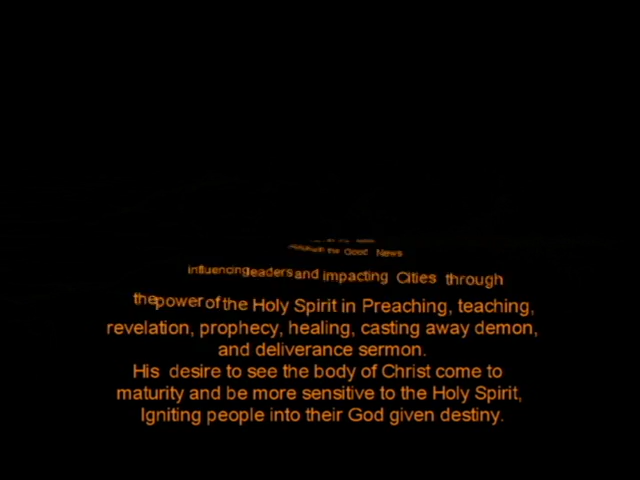 the Good News
influencing leaders and impacting Cities through
the power of the Holy Spirit in Preaching, teaching,
revelation, prophecy, healing, casting away demon,
and deliverance sermon.
His desire to see the body of Christ come to
maturity and be more sensitive to the Holy Spirit,
Igniting people into their God given destiny.